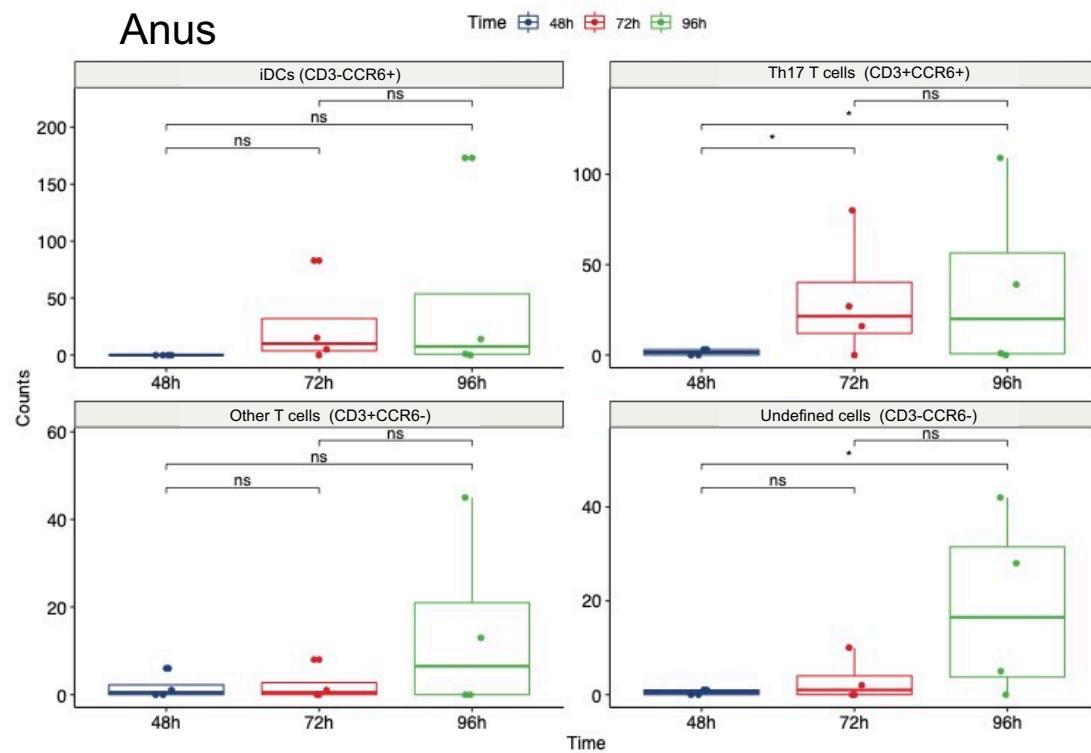 Anus
Time 48h 72h 96h
iDCs (CD3-CCR6+)
ns
ns
ns
200
150
100
50
0
48h 72h 96h
Th17 T cells (CD3+CCR6+)
ns
*
*
100
50
0
48h 72h 96h
Counts
Other T cells (CD3+CCR6-)
60
ns
ns
ns
40
20
0
48h 72h 96h
Undefined cells (CD3-CCR6-)
ns
*
ns
40
20
0
48h 72h 96h
Time